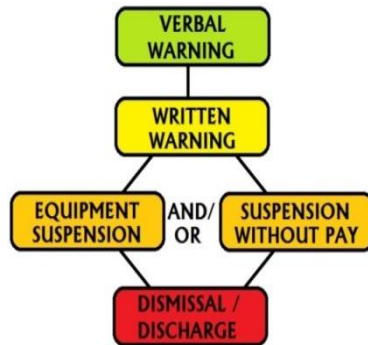 VERBAL
WARNING
WRITTEN
WARNING
EQUIPMENT
SUSPENSION
AND/
OR
SUSPENSION
WITHOUT PAY
DISMISSAL /
DISCHARGE